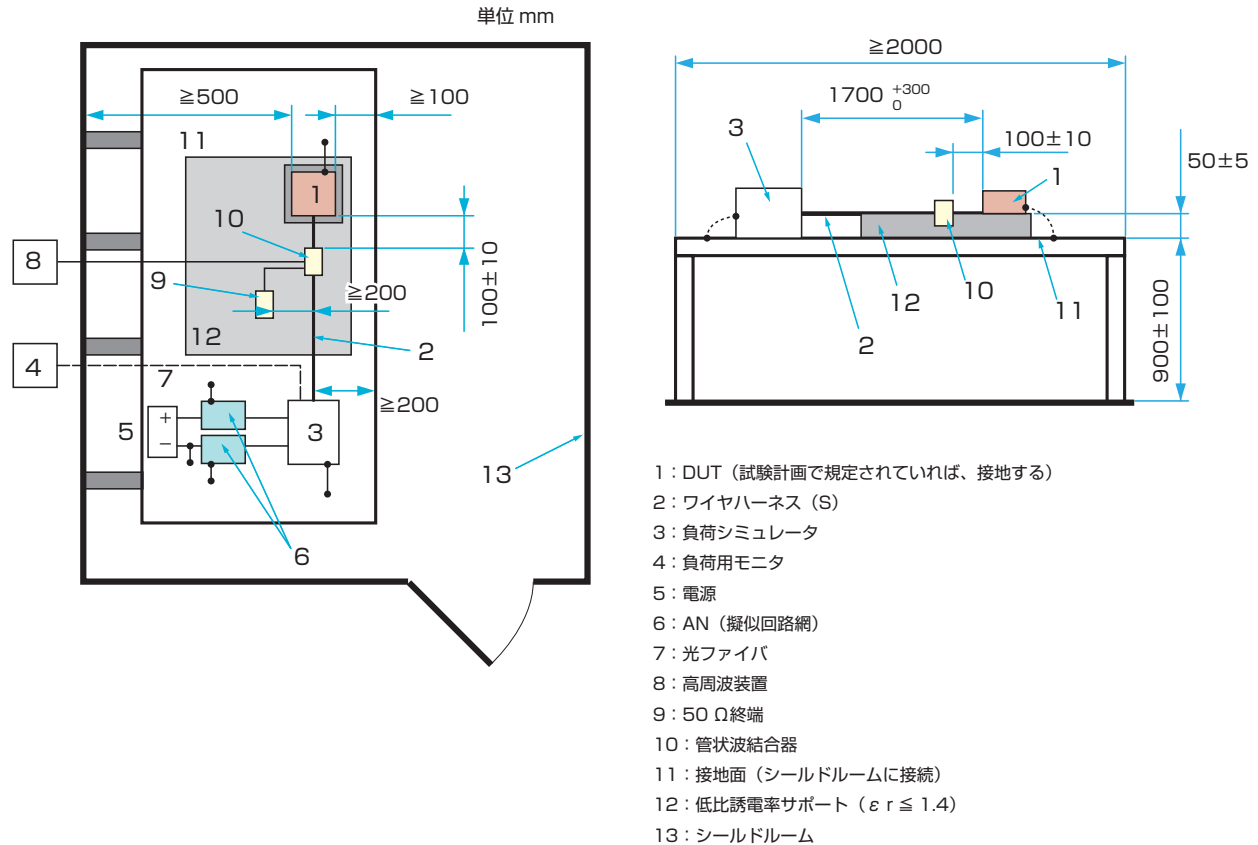 単位 mm
≧500
≧100
11
1
10
8
9
≧200
100±10
12
2
4
7
≧200
5
+
−
3
13
6
≧2000
1700 +300 0
3
100±10
1
50±5
12
10
11
2
900±100
1：DUT（試験計画で規定されていれば、接地する）
2：ワイヤハーネス（S）
3：負荷シミュレータ
4：負荷用モニタ
5：電源
6：AN（擬似回路網）
7：光ファイバ
8：高周波装置
9：50 Ω終端
10：管状波結合器
11：接地面（シールドルームに接続）
12：低比誘電率サポート（ε r ≦ 1.4）
13：シールドルーム